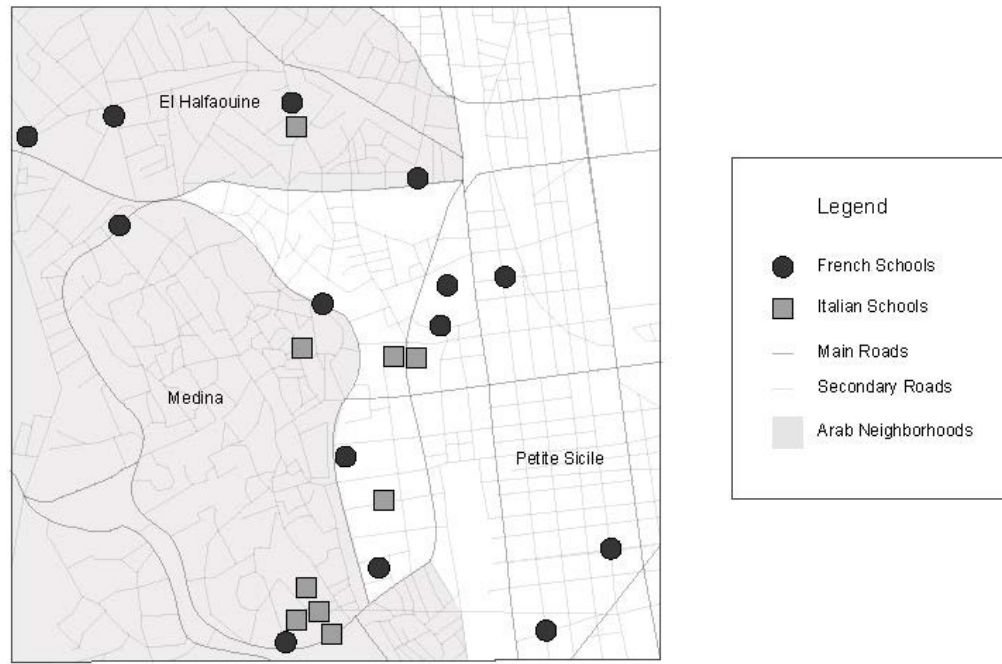 El Halfaouine
Medina
Petite Sicile
Legend
French Schools
Italian Schools
Main Roads
Secondary Roads
Arab Neighborhoods